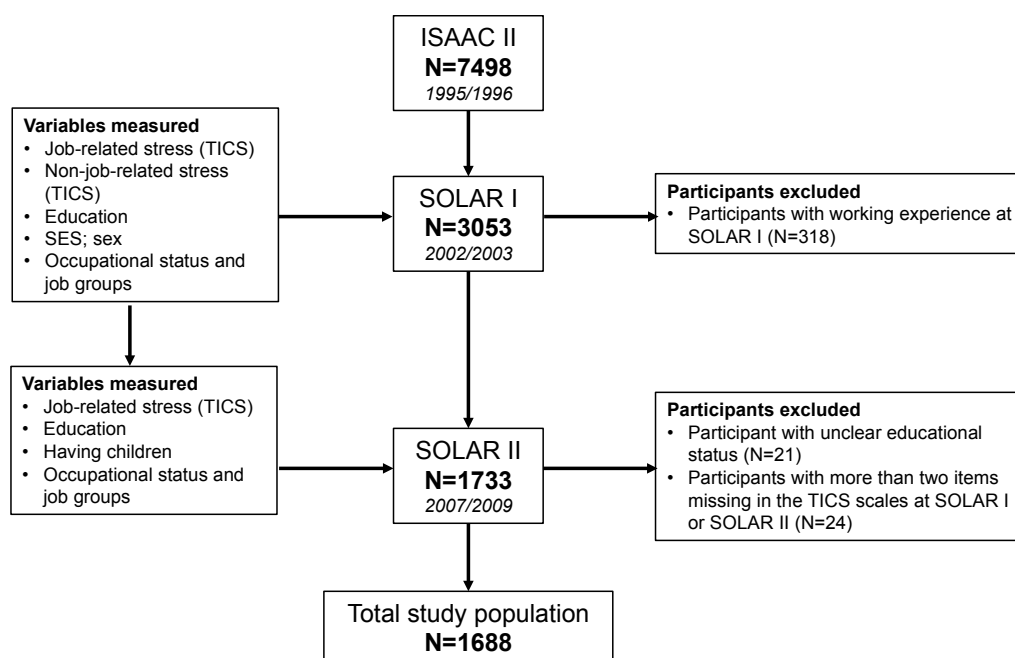 ISAAC II
N=7498
1995/1996
Variables measured
• Job-related stress (TICS)
• Non-job-related stress
(TICS)
• Education
• SES; sex
• Occupational status and
job groups
SOLAR I
N=3053
2002/2003
Participants excluded
• Participants with working experience at
SOLAR I (N=318)
Variables measured
• Job-related stress (TICS)
• Education
• Having children
• Occupational status and
job groups
SOLAR II
N=1733
2007/2009
Participants excluded
• Participant with unclear educational
status (N=21)
• Participants with more than two items
missing in the TICS scales at SOLAR I
or SOLAR II (N=24)
Total study population
N=1688